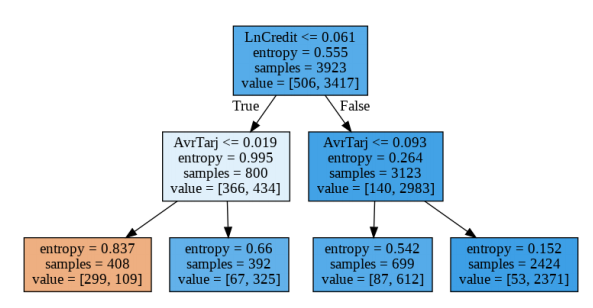 LnCredit <= 0.061
entropy = 0.555
samples = 3923
value = [506, 3417]
True
False
AvrTarj <= 0.019
entropy = 0.995
samples = 800
value = [366, 434]
AvrTarj <= 0.093
entropy = 0.264
samples = 3123
value = [140, 2983]
entropy = 0.837
samples = 408
value = [299, 109]
entropy = 0.66
samples = 392
value = [67, 325]
entropy = 0.542
samples = 699
value = [87, 612]
entropy = 0.152
samples = 2424
value = [53, 2371]